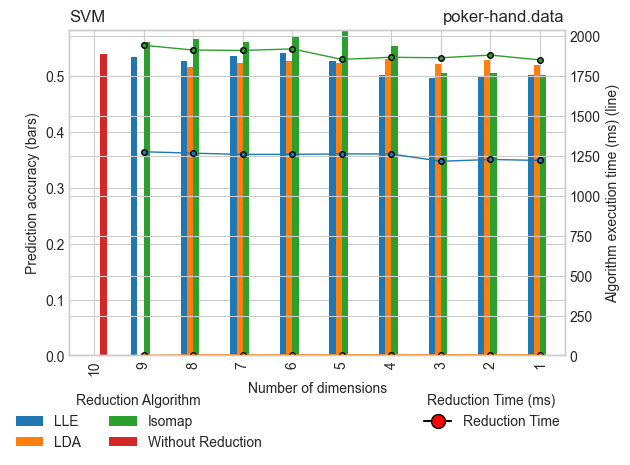 SVM poker-hand.data
Prediction accuracy (bars)
0.5
0.4
0.3
0.2
0.1
0.0
2000
1750
1500
1250
1000
750
500
250
0
Algorithm execution time (ms) (line)
10 9 8 7 6 5 4 3 2 1
Number of dimensions
Reduction Algorithm
LLE Isomap
LDA Without Reduction
Reduction Time (ms)
Reduction Time